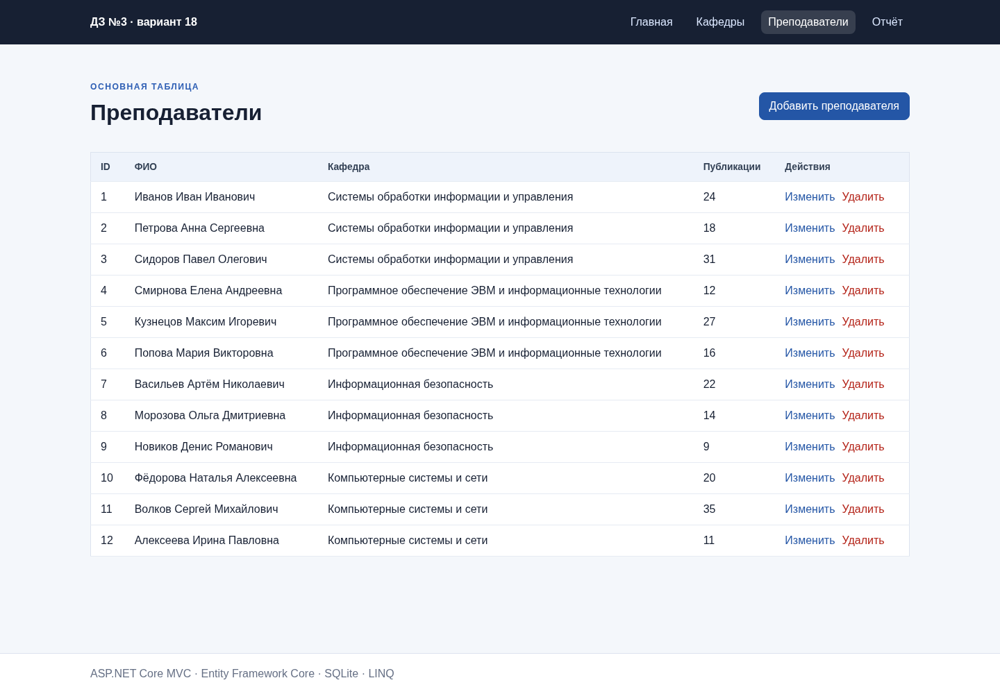 ДЗ №3 · вариант 18 Главная Кафедры Преподаватели Отчёт
ОСНОВНАЯ ТАБЛИЦА
Преподаватели
Добавить преподавателя
ID ФИО Кафедра Публикации Действия
1 Иванов Иван Иванович Системы обработки информации и управления 24 Изменить Удалить
2 Петрова Анна Сергеевна Системы обработки информации и управления 18 Изменить Удалить
3 Сидоров Павел Олегович Системы обработки информации и управления 31 Изменить Удалить
4 Смирнова Елена Андреевна Программное обеспечение ЭВМ и информационные технологии 12 Изменить Удалить
5 Кузнецов Максим Игоревич Программное обеспечение ЭВМ и информационные технологии 27 Изменить Удалить
6 Попова Мария Викторовна Программное обеспечение ЭВМ и информационные технологии 16 Изменить Удалить
7 Васильев Артём Николаевич Информационная безопасность 22 Изменить Удалить
8 Морозова Ольга Дмитриевна Информационная безопасность 14 Изменить Удалить
9 Новиков Денис Романович Информационная безопасность 9 Изменить Удалить
10 Фёдорова Наталья Алексеевна Компьютерные системы и сети 20 Изменить Удалить
11 Волков Сергей Михайлович Компьютерные системы и сети 35 Изменить Удалить
12 Алексеева Ирина Павловна Компьютерные системы и сети 11 Изменить Удалить
ASP.NET Core MVC · Entity Framework Core · SQLite · LINQ